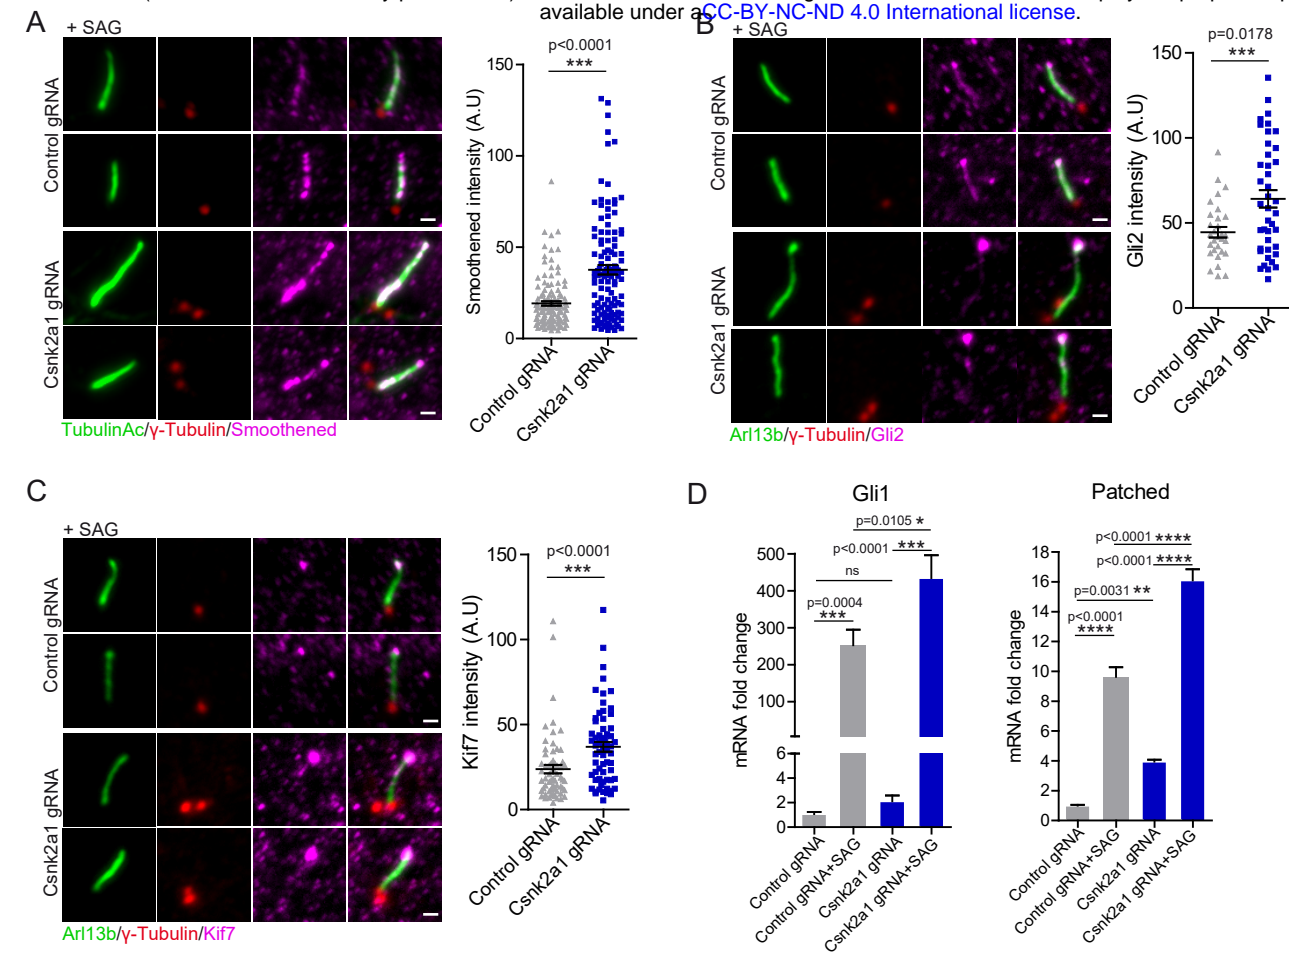 available under aCC-BY-NC-ND 4.0 International license.
A
+ SAG
Control gRNA
Csnk2a1 gRNA
TubulinAc/γ-Tubulin/Smoothened
p<0.0001
***
Smoothened intensity (A.U)
150
100
50
0
Control gRNA
Csnk2a1 gRNA
B
+ SAG
Control gRNA
Csnk2a1 gRNA
Arl13b/γ-Tubulin/Gli2
p=0.0178
***
Gli2 intensity (A.U)
150
100
50
0
Control gRNA
Csnk2a1 gRNA
C
+ SAG
Control gRNA
Csnk2a1 gRNA
Arl13b/γ-Tubulin/Kif7
p<0.0001
***
Kif7 intensity (A.U)
150
100
50
0
Control gRNA
Csnk2a1 gRNA
D
Gli1
p=0.0105 *
p<0.0001 ***
ns
p=0.0004
***
mRNA fold change
500
400
300
200
100
6
4
2
0
Control gRNA
Control gRNA+SAG
Csnk2a1 gRNA
Csnk2a1 gRNA+SAG
Patched
<0.0001 ****
<0.0001 ****
p=0.0031 **
p<0.0001
****
mRNA fold change
18
16
14
12
10
8
6
4
2
0
Control gRNA
Control gRNA+SAG
Csnk2a1 gRNA
Csnk2a1 gRNA+SAG